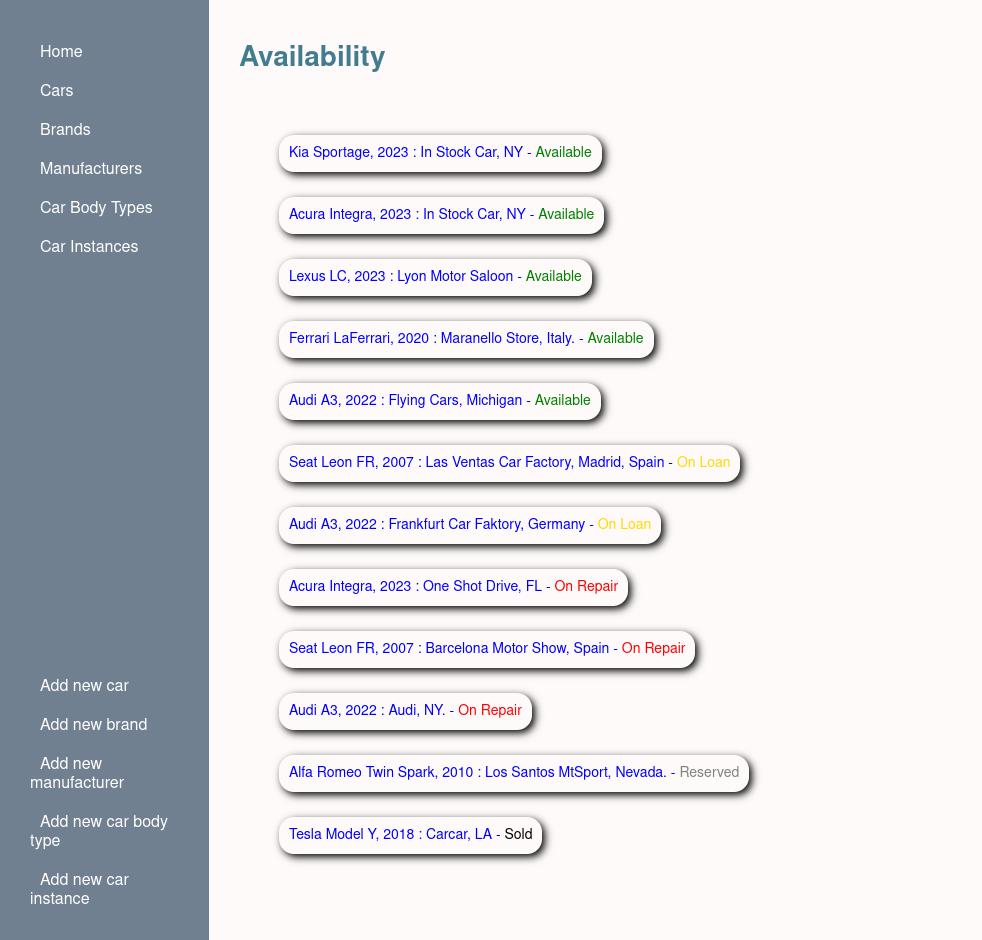 Home
Cars
Brands
Manufacturers
Car Body Types
Car Instances
Add new car
Add new brand
Add new
manufacturer
Add new car body
type
Add new car
instance
Availability
Kia Sportage, 2023 : In Stock Car, NY - Available
Acura Integra, 2023 : In Stock Car, NY - Available
Lexus LC, 2023 : Lyon Motor Saloon - Available
Ferrari LaFerrari, 2020 : Maranello Store, Italy. - Available
Audi A3, 2022 : Flying Cars, Michigan - Available
Seat Leon FR, 2007 : Las Ventas Car Factory, Madrid, Spain - On Loan
Audi A3, 2022 : Frankfurt Car Faktory, Germany - On Loan
Acura Integra, 2023 : One Shot Drive, FL - On Repair
Seat Leon FR, 2007 : Barcelona Motor Show, Spain - On Repair
Audi A3, 2022 : Audi, NY. - On Repair
Alfa Romeo Twin Spark, 2010 : Los Santos MtSport, Nevada. - Reserved
Tesla Model Y, 2018 : Carcar, LA - Sold